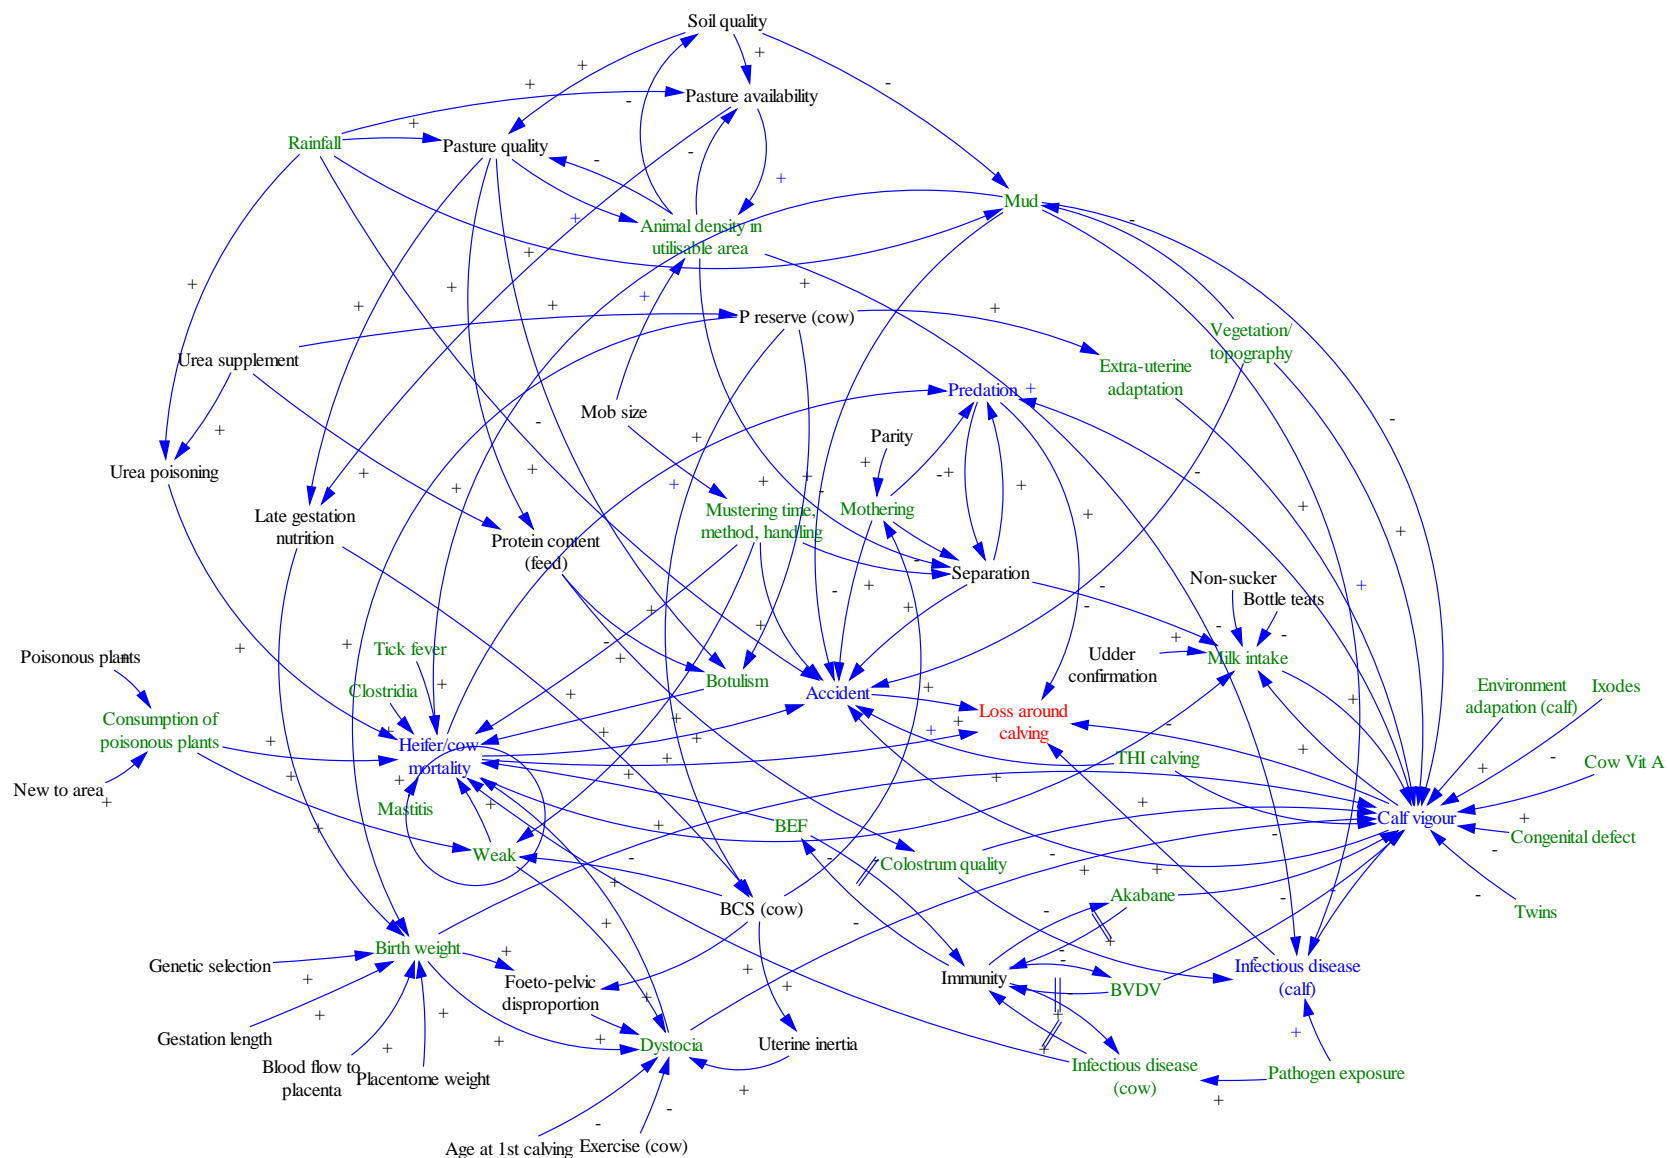 Soil quality
Pasture availability
Rainfall
Pasture quality
Mud
Animal density in
utilisable area
P reserve (cow)
Vegetation/
topography
Urea supplement
Extra-uterine
adaptation
Predation
Mob size
Parity
Urea poisoning
Late gestation
nutrition
Mustering time,
method, handling
Mothering
Protein content
(feed)
Separation
Non-sucker
Bottle teats
Poisonous plants
Tick fever
Udder
confirmation
Milk intake
Clostridia
Botulism
Accident
Environment
adapation (calf)
Ixodes
Consumption of
poisonous plants
Loss around
calving
Heifer/cow
mortality
THI calving
Cow Vit A
New to area
Mastitis
BEF
Calf vigour
Congenital defect
Weak
Colostrum quality
Akabane
BCS (cow)
Twins
Birth weight
Genetic selection
Foeto-pelvic
disproportion
Immunity
BVDV
Infectious disease
(calf)
Gestation length
Blood flow to
placenta
Placentome weight
Dystocia
Uterine inertia
Infectious disease
(cow)
Pathogen exposure
Age at 1st calving
Exercise (cow)